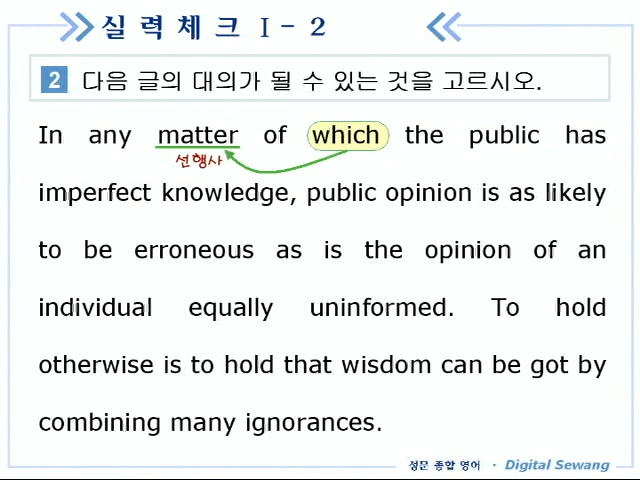 실력체크 I - 2
2 다음 글의 대의가 될 수 있는 것을 고르시오.
In any matter of which the public has
선행사
imperfect knowledge, public opinion is as likely
to be erroneous as is the opinion of an
individual equally uninformed. To hold
otherwise is to hold that wisdom can be got by
combining many ignorances.
정문 종합 영어 · Digital Sewang